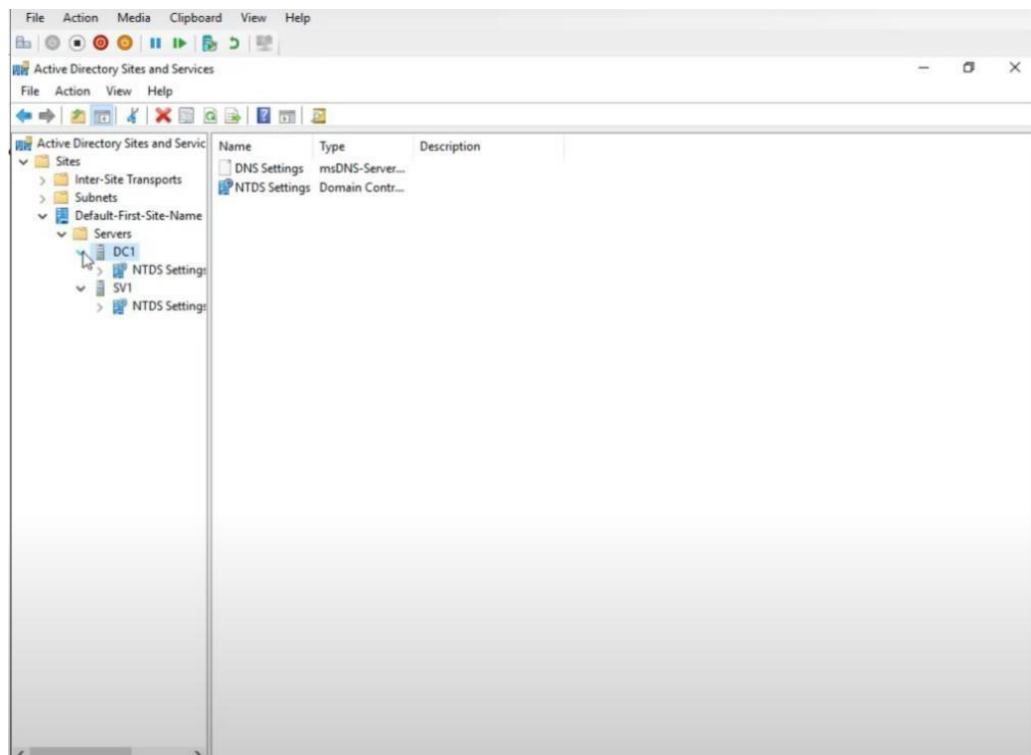 File Action Media Clipboard View Help
Active Directory Sites and Services
File Action View Help
Active Directory Sites and Servic
Name Type Description
Sites
DNS Settings msDNS-Server...
Inter-Site Transports
NTDS Settings Domain Contr...
Subnets
Default-First-Site-Name
Servers
DC1
NTDS Settings
SV1
NTDS Settings